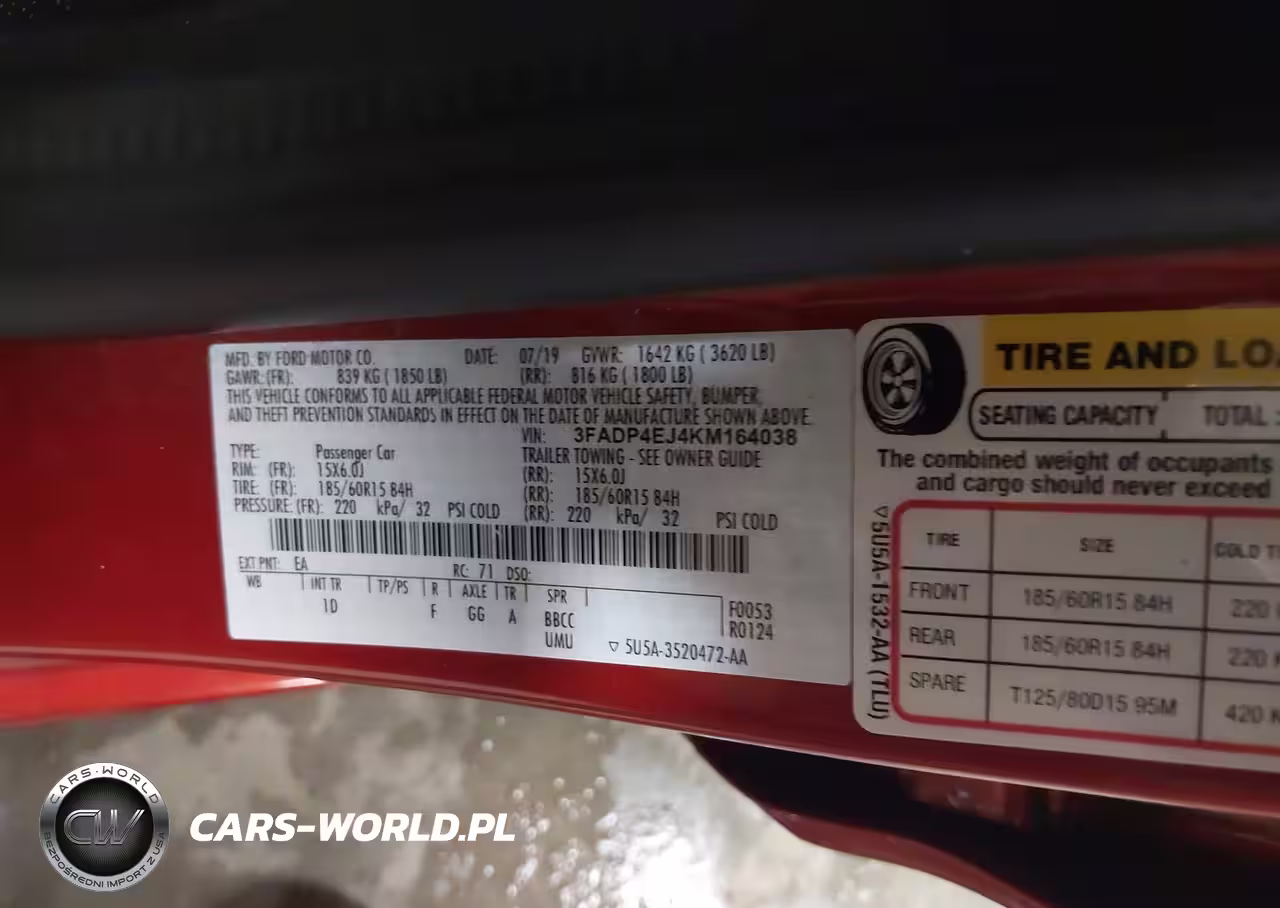 MFD. BY FORD MOTOR CO. DATE: 07/19 GVWR: 1642 KG ( 3620 LB)
GAWR: (FR): 839 KG ( 1850 LB) (RR): 816 KG ( 1800 LB)
THIS VEHICLE CONFORMS TO ALL APPLICABLE FEDERAL MOTOR VEHICLE SAFETY, BUMPER,
AND THEFT PREVENTION STANDARDS IN EFFECT ON THE DATE OF MANUFACTURE SHOWN ABOVE.
VIN: 3FADP4EJ4KM164038
TYPE: Passenger Car TRAILER TOWING - SEE OWNER GUIDE
RIM: (FR): 15X6.0J (RR): 15X6.0J
TIRE: (FR): 185/60R15 84H (RR): 185/60R15 84H
PRESSURE: (FR): 220 kPa/ 32 PSI COLD (RR): 220 kPa/ 32 PSI COLD
EXT PNT: EA RC: 71 DSO:
WB INT TR TP/PS R AXLE TR SPR
1D F GG A BBCC F0053
UMU R0124
▽ 5U5A-3520472-AA
TIRE AND LOA
SEATING CAPACITY TOTAL
The combined weight of occupants
and cargo should never exceed
▽5U5A-1532-AA (TLU)
TIRE SIZE COLD T
FRONT 185/60R15 84H 220
REAR 185/60R15 84H 220 K
SPARE T125/80D15 95M 420 K
CARS-WORLD
CW
BEZPOŚREDNI IMPORT Z USA
CARS-WORLD.PL